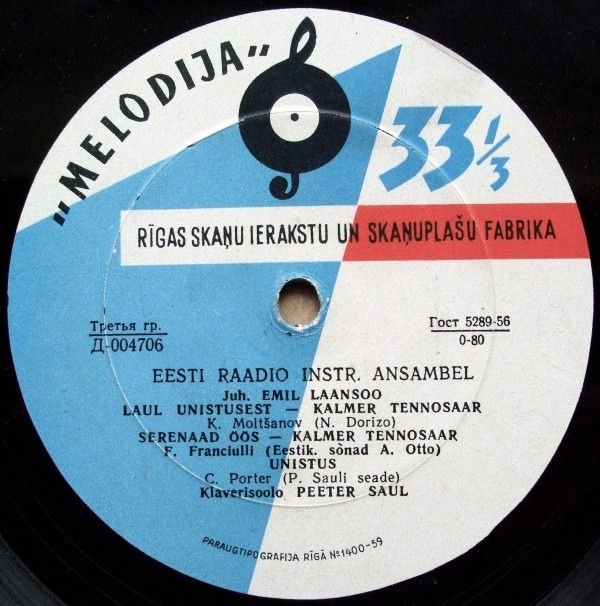 "MELODIJA"
33 1/3
RĪGAS SKAŅU IERAKSTU UN SKAŅUPLAŠU FABRIKA
Третья гр.
Д-004706
Гост 5289-56
0-80
EESTI RAADIO INSTR. ANSAMBEL
Juh. EMIL LAANSOO
LAUL UNISTUSEST — KALMER TENNOSAAR
K. Moltšanov (N. Dorizo)
SERENAAD ÖÖS — KALMER TENNOSAAR
F. Franciulli (Eestik. sònad A. Otto)
UNISTUS
C. Porter (P. Sauli seade)
Klaverisoolo PEETER SAUL
PARAUGTIPOGRAFIJA RĪGĀ №1400-59